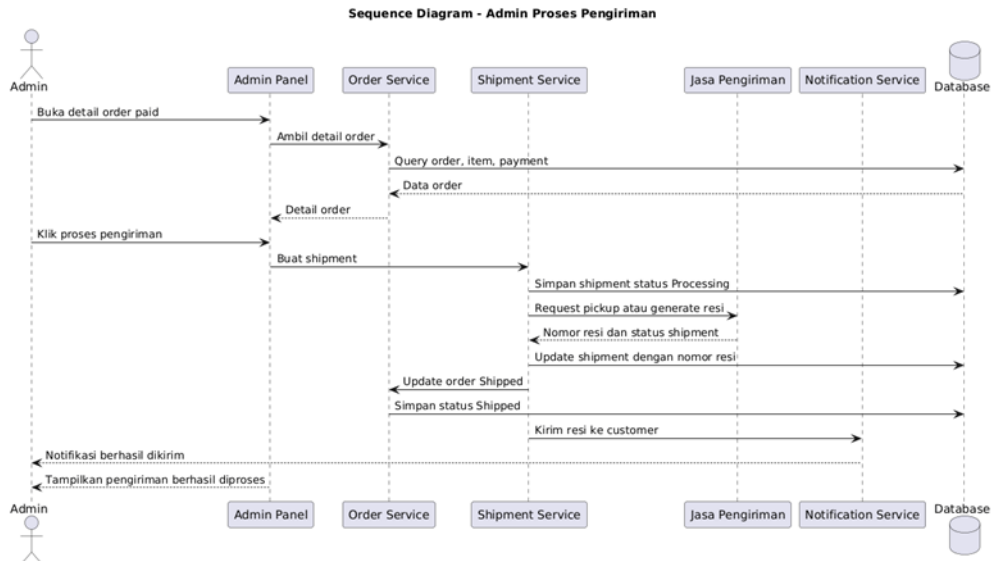 Sequence Diagram - Admin Proses Pengiriman
Admin
Admin Panel
Order Service
Shipment Service
Jasa Pengiriman
Notification Service
Database
Buka detail order paid
Ambil detail order
Query order, item, payment
Data order
Detail order
Klik proses pengiriman
Buat shipment
Simpan shipment status Processing
Request pickup atau generate resi
Nomor resi dan status shipment
Update shipment dengan nomor resi
Update order Shipped
Simpan status Shipped
Kirim resi ke customer
Notifikasi berhasil dikirim
Tampilkan pengiriman berhasil diproses
Admin
Admin Panel
Order Service
Shipment Service
Jasa Pengiriman
Notification Service
Database